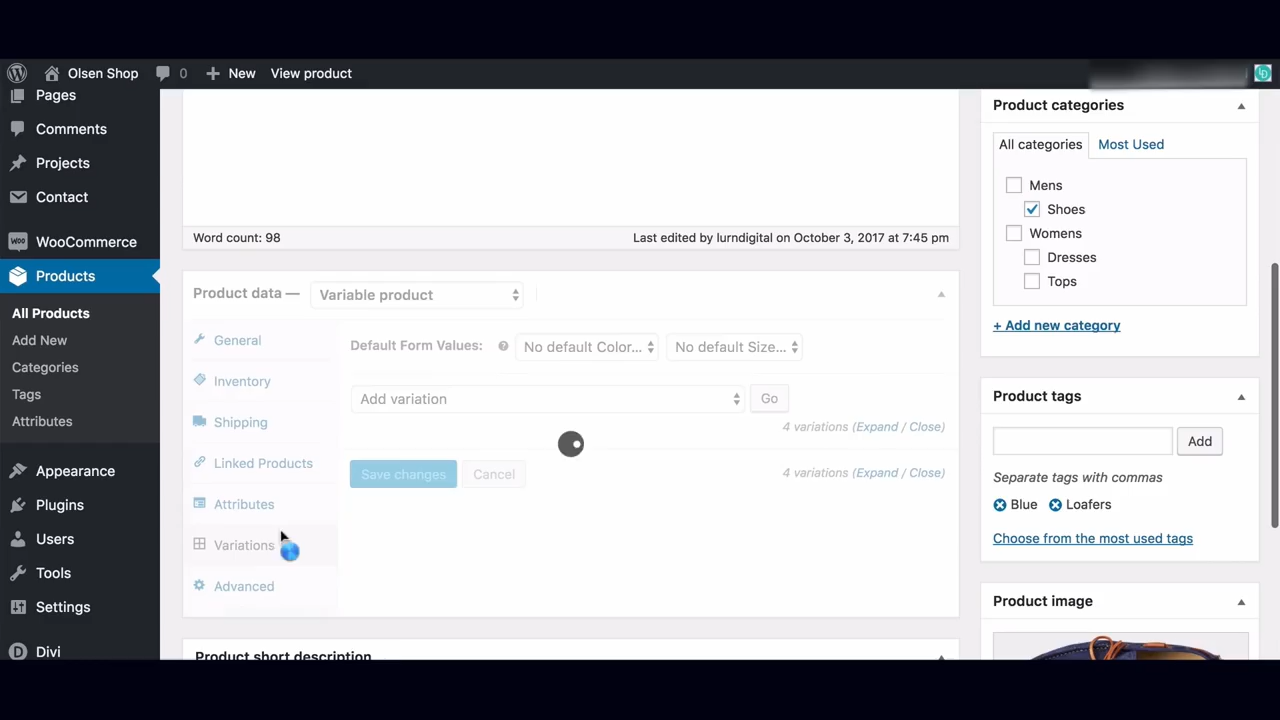 Olsen Shop 0 New View product
Pages
Comments
Projects
Contact
WOO WooCommerce
Products
All Products
Add New
Categories
Tags
Attributes
Appearance
Plugins
Users
Tools
Settings
D Divi
Word count: 98 Last edited by lurndigital on October 3, 2017 at 7:45 pm
Product data — Variable product
General
Inventory
Shipping
Linked Products
Attributes
Variations
Advanced
Default Form Values: ? No default Color... No default Size...
Add variation Go
4 variations (Expand / Close)
Save changes Cancel 4 variations (Expand / Close)
Product short description
Product categories
All categories Most Used
Mens
Shoes
Womens
Dresses
Tops
+ Add new category
Product tags
Add
Separate tags with commas
Blue Loafers
Choose from the most used tags
Product image